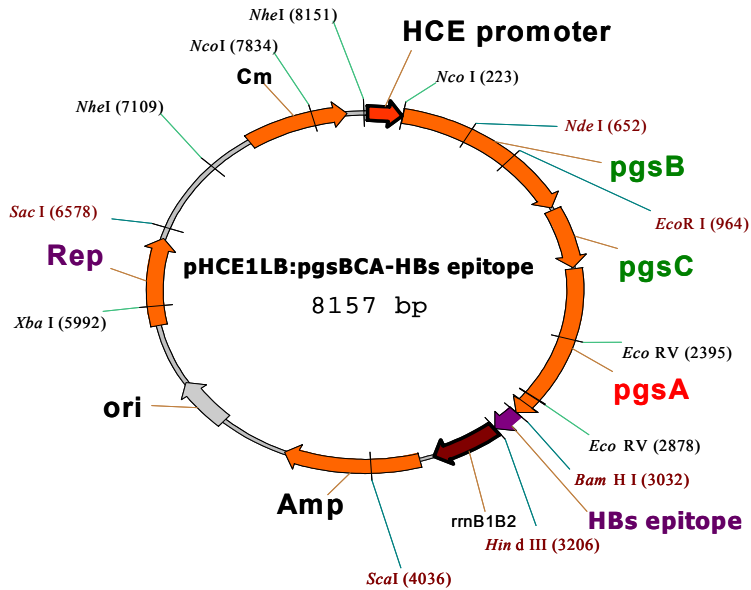 NheI (8151)
HCE promoter
NcoI (7834)
Cm
Nco I (223)
NheI (7109)
Nde I (652)
pgsB
Sac I (6578)
EcoR I (964)
Rep
pHCE1LB:pgsBCA-HBs epitope
pgsC
8157 bp
Xba I (5992)
Eco RV (2395)
pgsA
ori
Eco RV (2878)
Bam H I (3032)
Amp
HBs epitope
rrnB1B2
Hin d III (3206)
ScaI (4036)